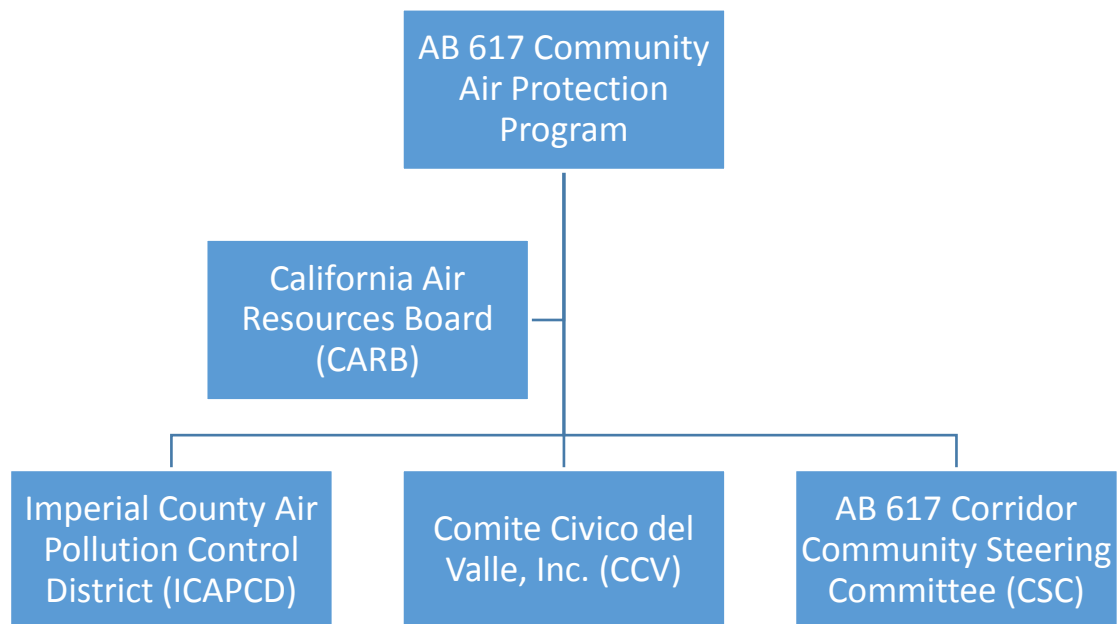 AB 617 Community
Air Protection
Program
California Air
Resources Board
(CARB)
Imperial County Air
Pollution Control
District (ICAPCD)
Comite Civico del
Valle, Inc. (CCV)
AB 617 Corridor
Community Steering
Committee (CSC)